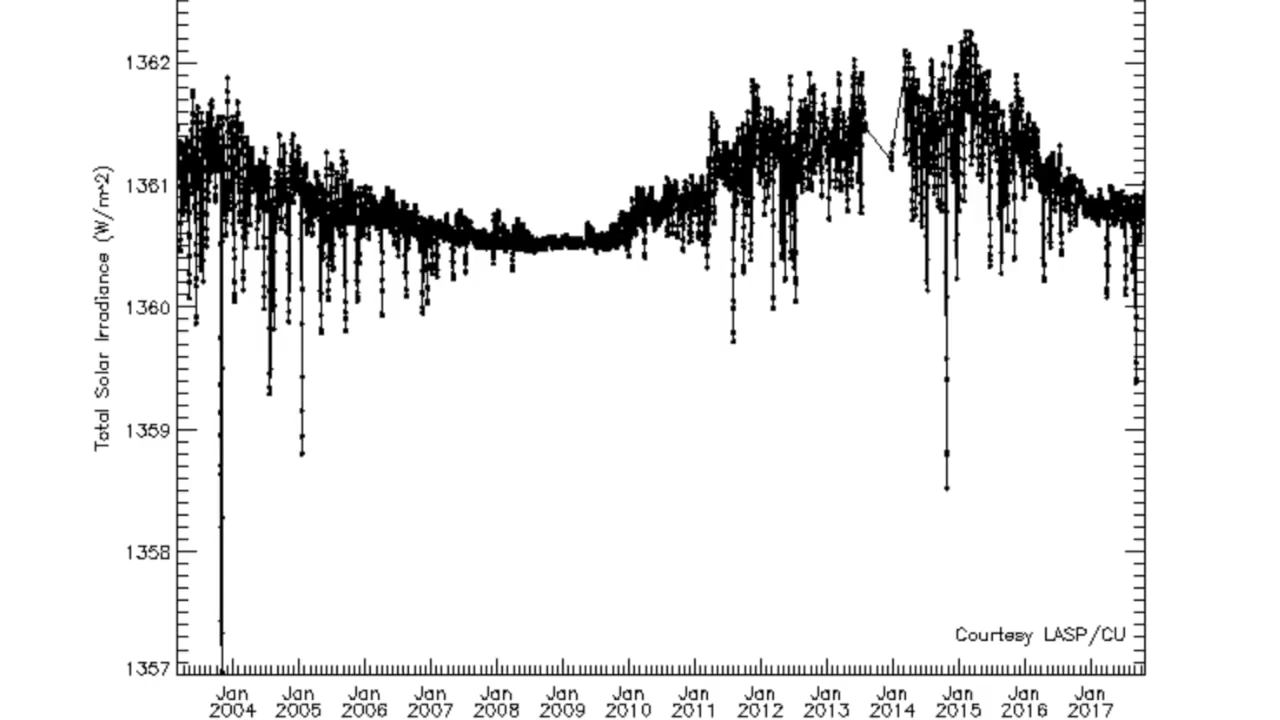 1362
1361
1360
1359
1358
1357
Total Solar Irradiance (W/m^2)
Courtesy LASP/CU
Jan Jan Jan Jan Jan Jan Jan Jan Jan Jan Jan Jan Jan Jan
2004 2005 2006 2007 2008 2009 2010 2011 2012 2013 2014 2015 2016 2017